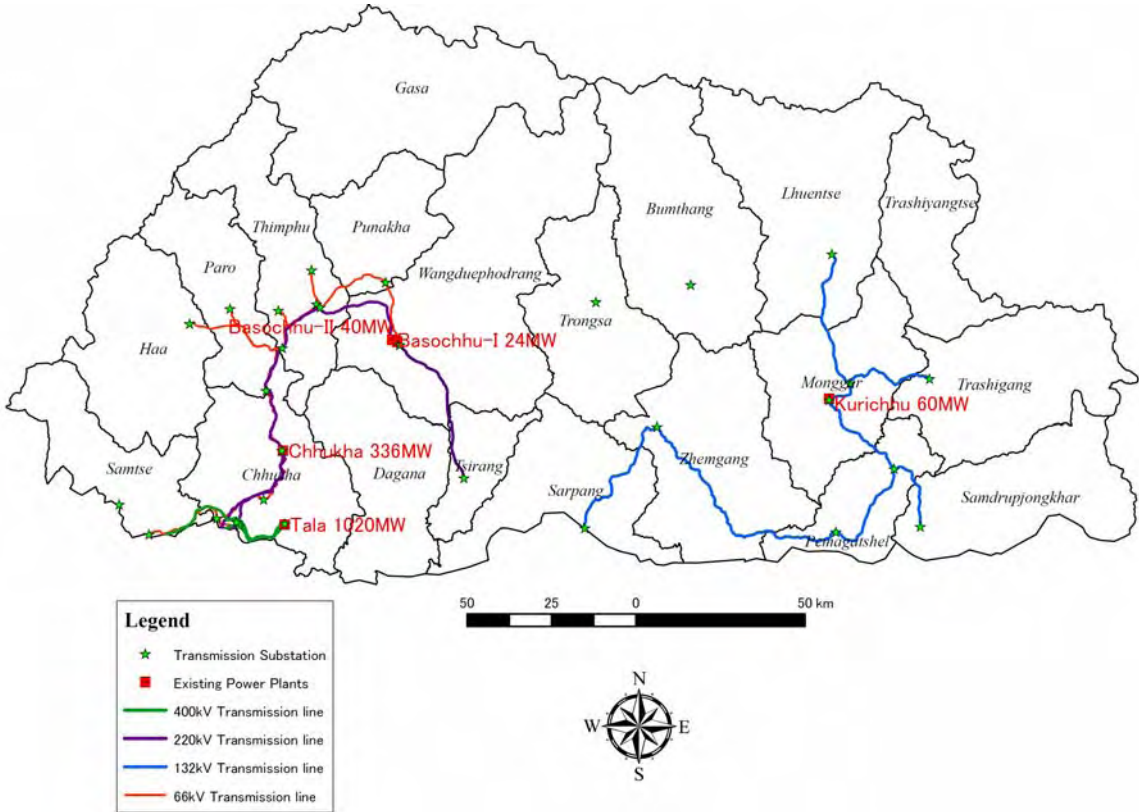 Gasa
Lhuentse
Bumthang
Trashiyangtse
Thimphu
Punakha
Paro
Wangduephodrang
Trongsa
Basochhu-II 40MW
Basochhu-I 24MW
Haa
Monggar
Trashigang
Kurichhu 60MW
Chhukha 336MW
Zhemgang
Samtse
Chhukha
Dagana
Tsirang
Sarpang
Samdrupjongkhar
Tala 1020MW
Pemagatshel
50 25 0 50 km
Legend
Transmission Substation
Existing Power Plants
400kV Transmission line
220kV Transmission line
132kV Transmission line
66kV Transmission line
N
W E
S